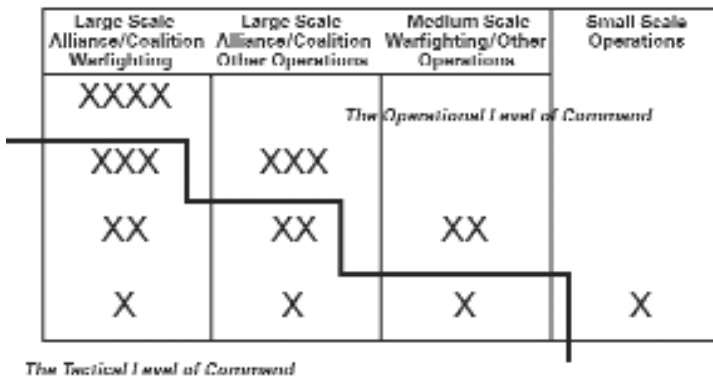 Large Scale
Alliance/Coalition
Warfighting
Large Scale
Alliance/Coalition
Other Operations
Medium Scale
Warfighting/Other
Operations
Small Scale
Operations
XXXX
The Operational Level of Command
XXX XXX
XX XX XX
X X X X
The Tactical Level of Command